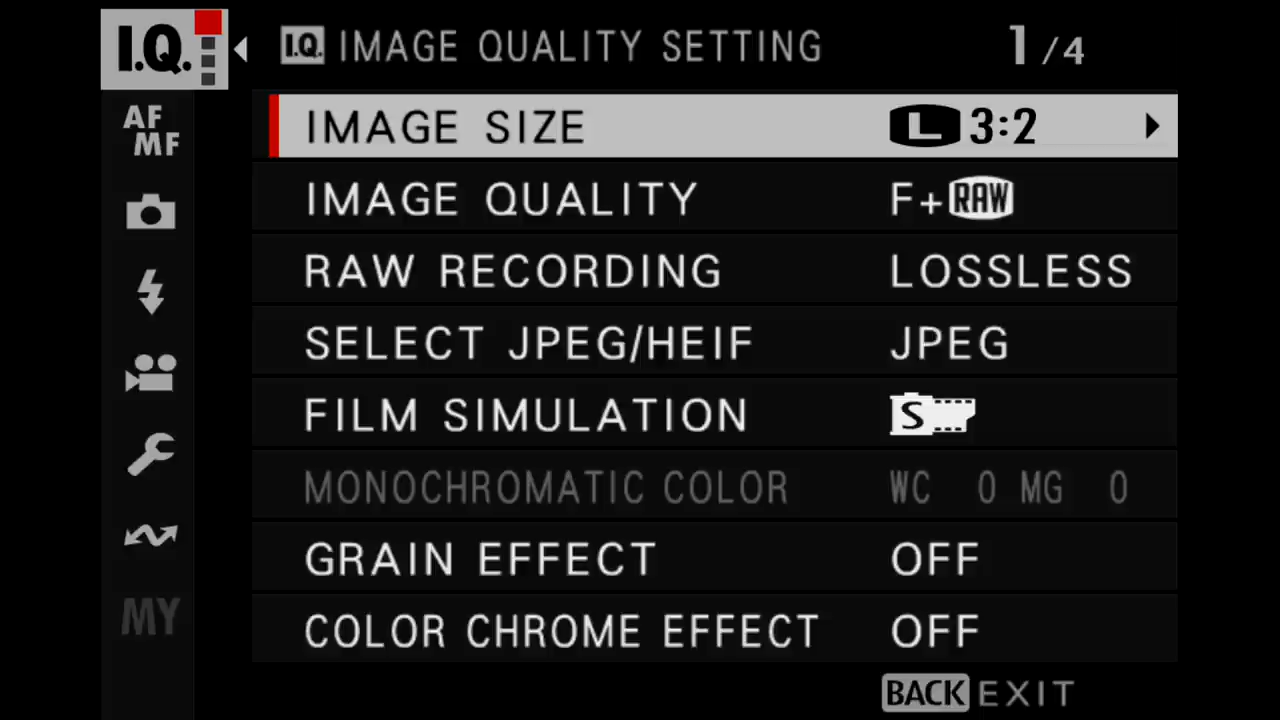 I.Q. I.Q. IMAGE QUALITY SETTING 1/4
IMAGE SIZE L 3:2
AF MF
IMAGE QUALITY F+RAW
RAW RECORDING LOSSLESS
SELECT JPEG/HEIF JPEG
FILM SIMULATION S
MONOCHROMATIC COLOR WC 0 MG 0
GRAIN EFFECT OFF
MY
COLOR CHROME EFFECT OFF
BACK EXIT